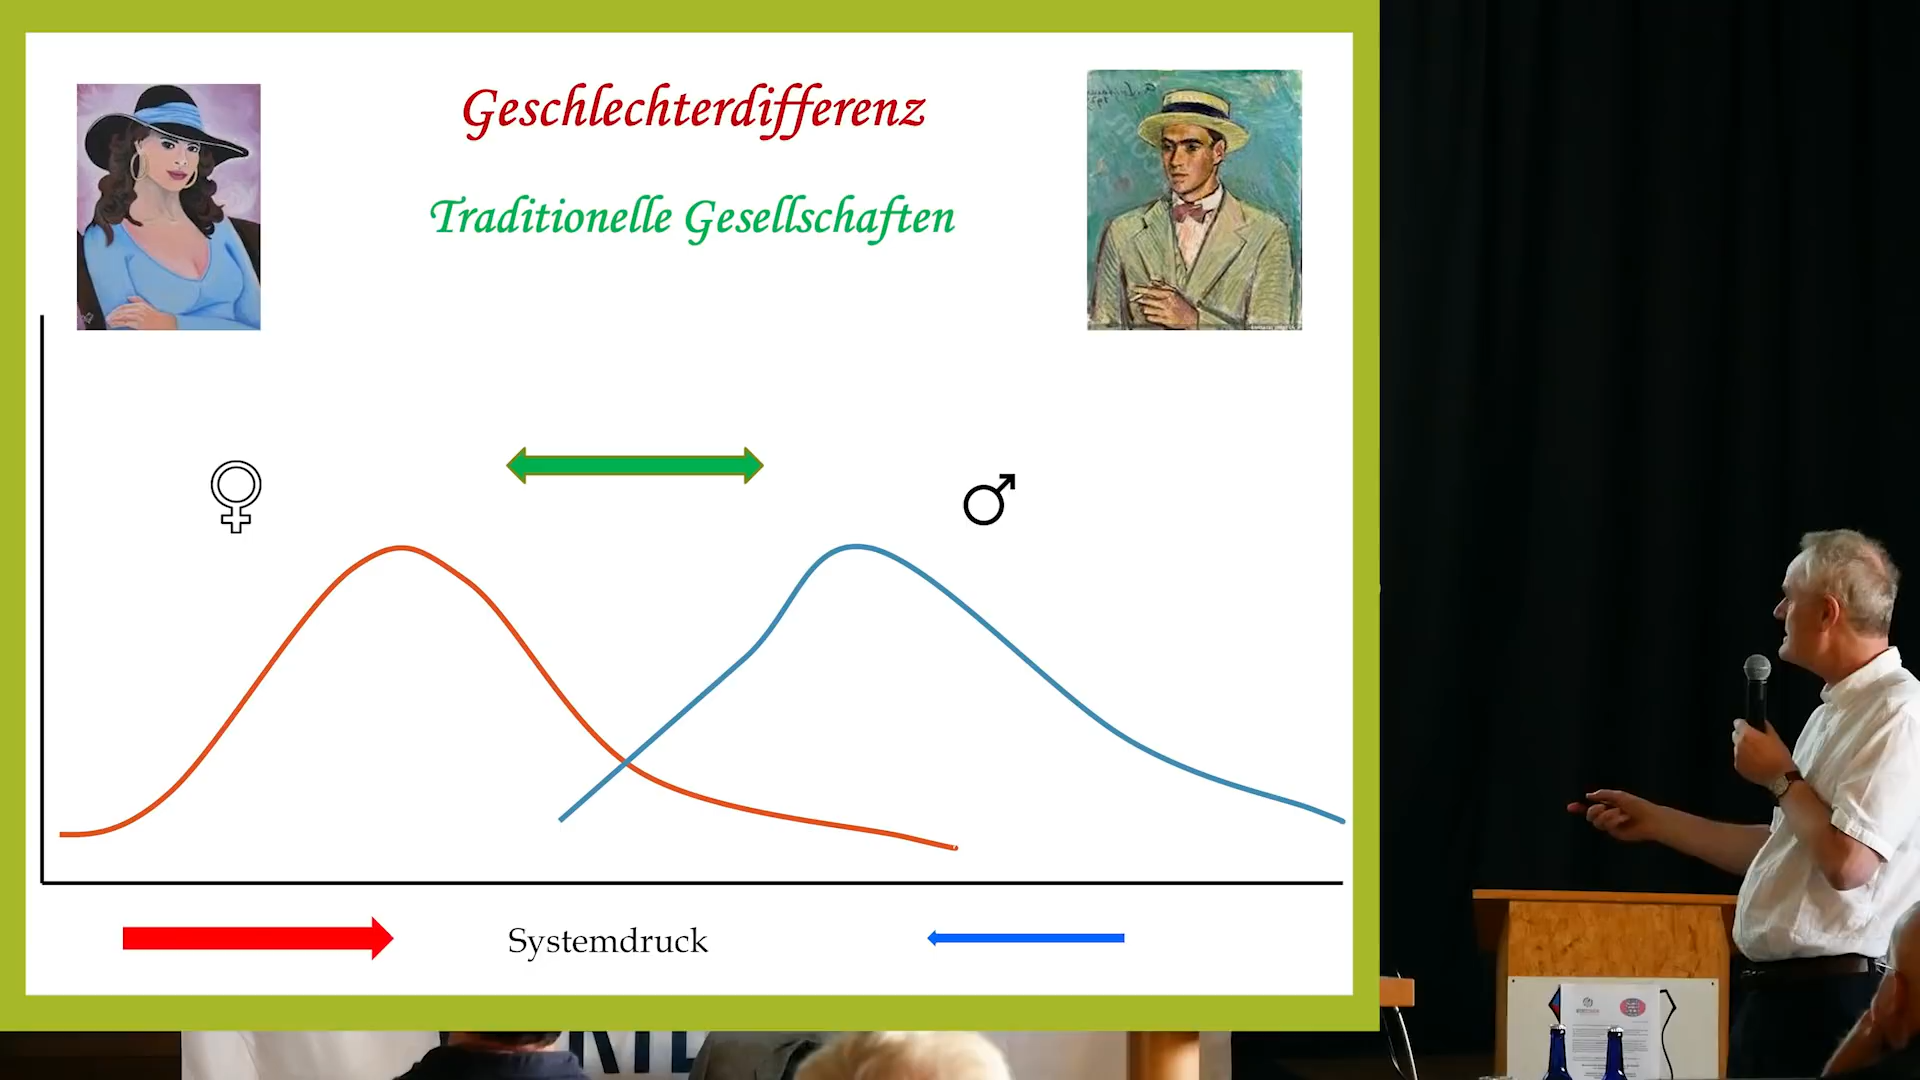 Geschlechterdifferenz
Traditionelle Gesellschaften
Systemdruck